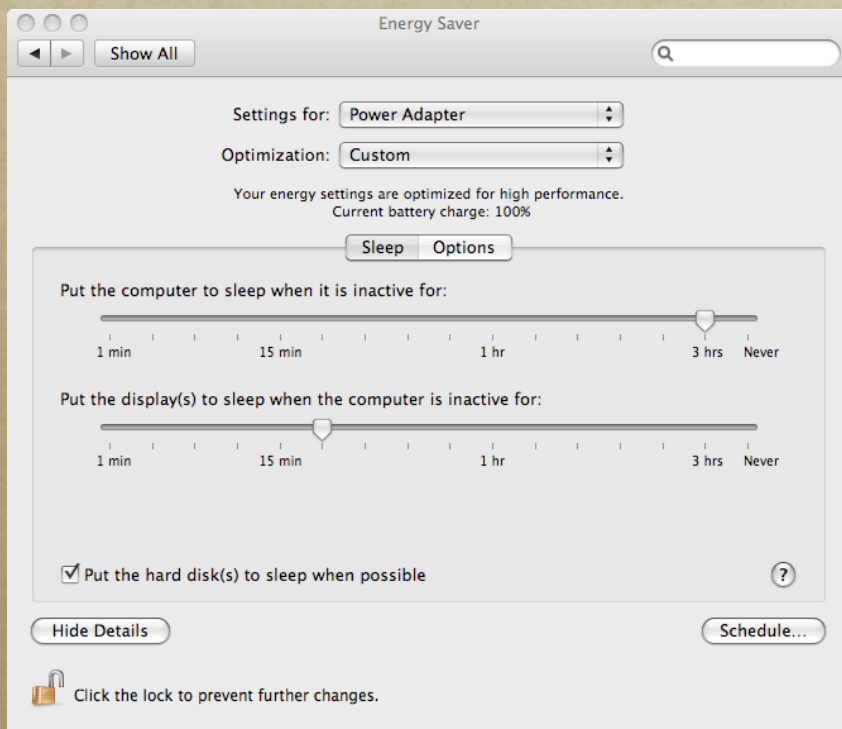 Energy Saver
Show All
Settings for: Power Adapter
Optimization: Custom
Your energy settings are optimized for high performance.
Current battery charge: 100%
Sleep Options
Put the computer to sleep when it is inactive for:
1 min 15 min 1 hr 3 hrs Never
Put the display(s) to sleep when the computer is inactive for:
1 min 15 min 1 hr 3 hrs Never
Put the hard disk(s) to sleep when possible ?
Hide Details Schedule...
Click the lock to prevent further changes.